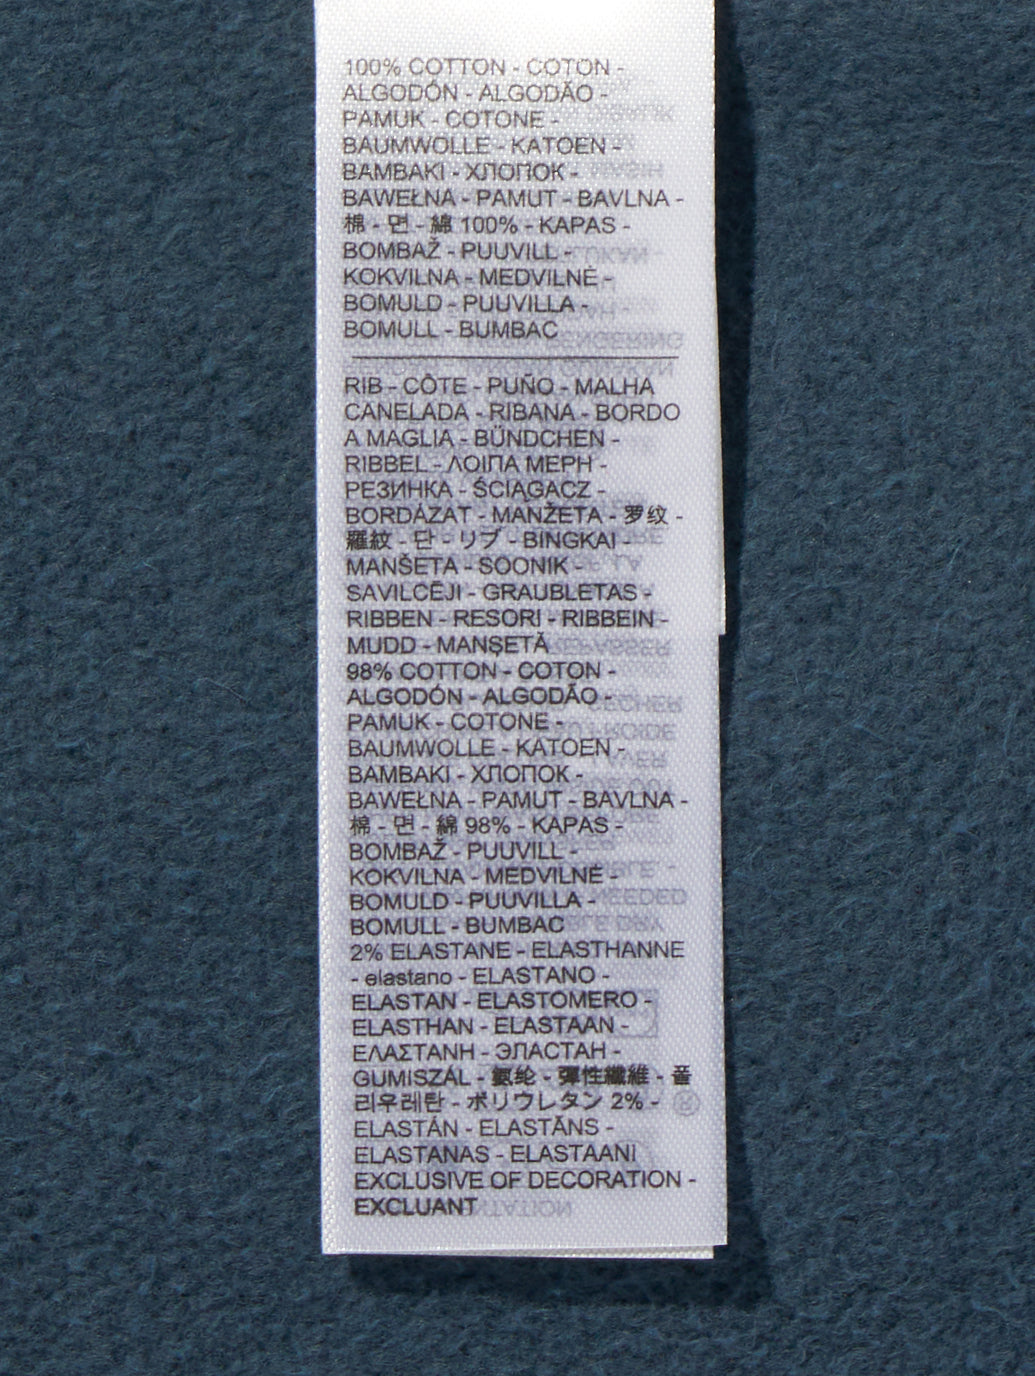 100% COTTON - COTON -
ALGODÓN - ALGODÃO -
PAMUK - COTONE -
BAUMWOLLE - KATOEN -
BAMBAKI - ХЛОПОК -
BAWEŁNA - PAMUT - BAVLNA -
棉 - 면 - 綿 100% - KAPAS -
BOMBAŽ - PUUVILL -
KOKVILNA - MEDVILNĖ -
BOMULD - PUUVILLA -
BOMULL - BUMBAC
RIB - CÔTE - PUÑO - MALHA
CANELADA - RIBANA - BORDO
A MAGLIA - BÜNDCHEN -
RIBBEL - ΛΟΙΠΑ ΜΕΡΗ -
РЕЗИНКА - ŚCIĄGACZ -
BORDÁZAT - MANŽETA - 罗纹 -
羅紋 - 단 - リブ - BINGKAI -
MANŠETA - SOONIK -
SAVILCĒJI - GRAUBLETAS -
RIBBEN - RESORI - RIBBEIN -
MUDD - MANȘETĂ
98% COTTON - COTON -
ALGODÓN - ALGODÃO -
PAMUK - COTONE -
BAUMWOLLE - KATOEN -
BAMBAKI - ХЛОПОК -
BAWEŁNA - PAMUT - BAVLNA -
棉 - 면 - 綿 98% - KAPAS -
BOMBAŽ - PUUVILL -
KOKVILNA - MEDVILNĖ -
BOMULD - PUUVILLA -
BOMULL - BUMBAC
2% ELASTANE - ELASTHANNE
- elastano - ELASTANO -
ELASTAN - ELASTOMERO -
ELASTHAN - ELASTAAN -
ΕΛΑΣΤΑΝΗ - ЭЛАСТАН -
GUMISZÁL - 氨纶 - 彈性纖維 - 폴
리우레탄 - ポリウレタン 2% -
ELASTÁN - ELASTĀNS -
ELASTANAS - ELASTAANI
EXCLUSIVE OF DECORATION -
EXCLUANT